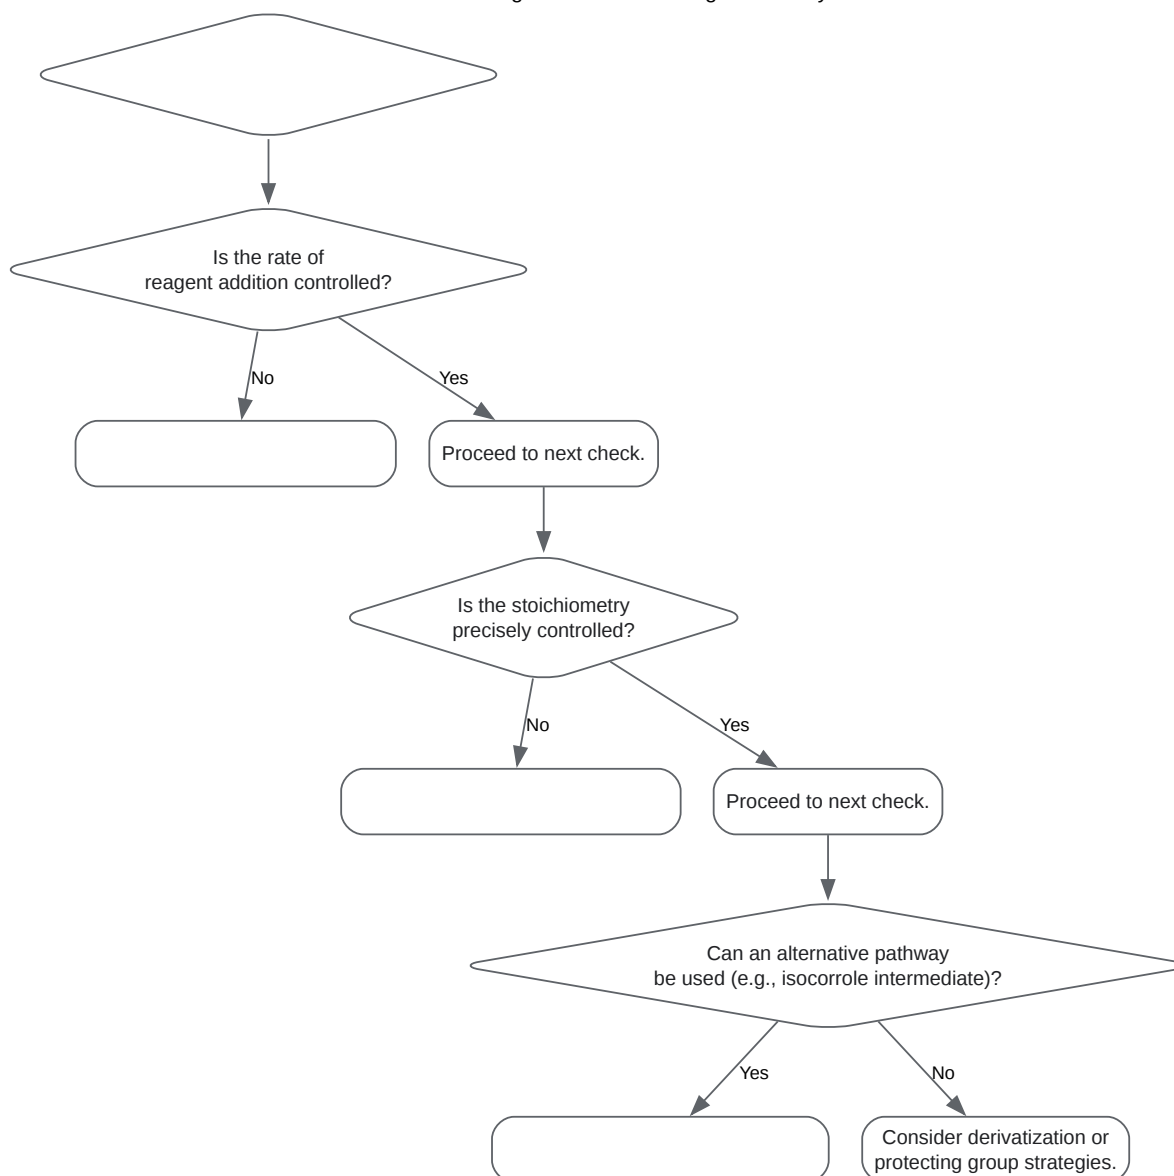 Is the rate of
reagent addition controlled?
No
Yes
Proceed to next check.
Is the stoichiometry
precisely controlled?
No
Yes
Proceed to next check.
Can an alternative pathway
be used (e.g., isocorrole intermediate)?
Yes
No
Consider derivatization or
protecting group strategies.